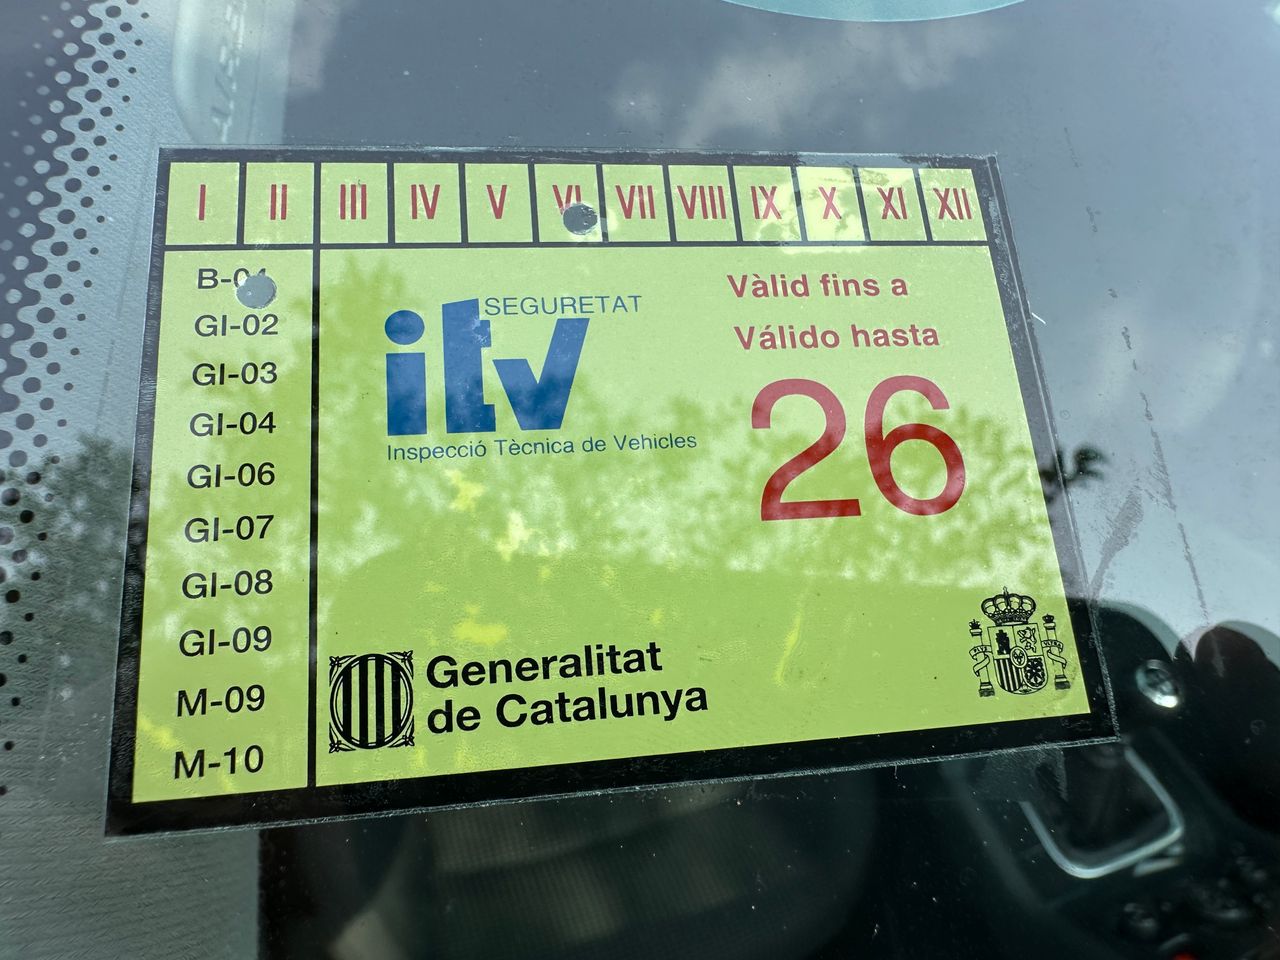 I II III IV V VI VII VIII IX X XI XII
GI-02
GI-03
GI-04
GI-06
GI-07
GI-08
GI-09
M-09
M-10
SEGURETAT
itv
Inspecció Tècnica de Vehicles
Vàlid fins a
Válido hasta
26
Generalitat
de Catalunya